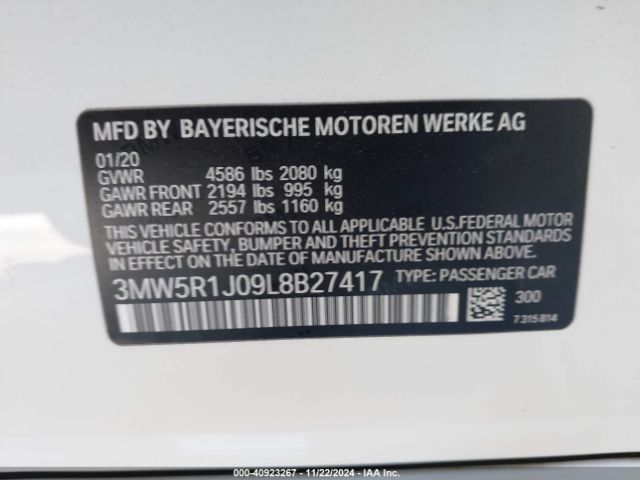 MFD BY BAYERISCHE MOTOREN WERKE AG
01/20
GVWR 4586 lbs 2080 kg
GAWR FRONT 2194 lbs 995 kg
GAWR REAR 2557 lbs 1160 kg
THIS VEHICLE CONFORMS TO ALL APPLICABLE U.S.FEDERAL MOTOR
VEHICLE SAFETY, BUMPER AND THEFT PREVENTION STANDARDS
IN EFFECT ON THE DATE OF MANUFACTURE SHOWN ABOVE.
3MW5R1J09L8B27417 TYPE: PASSENGER CAR
300
7 315 814
000-40923267 - 11/22/2024 - IAA Inc.